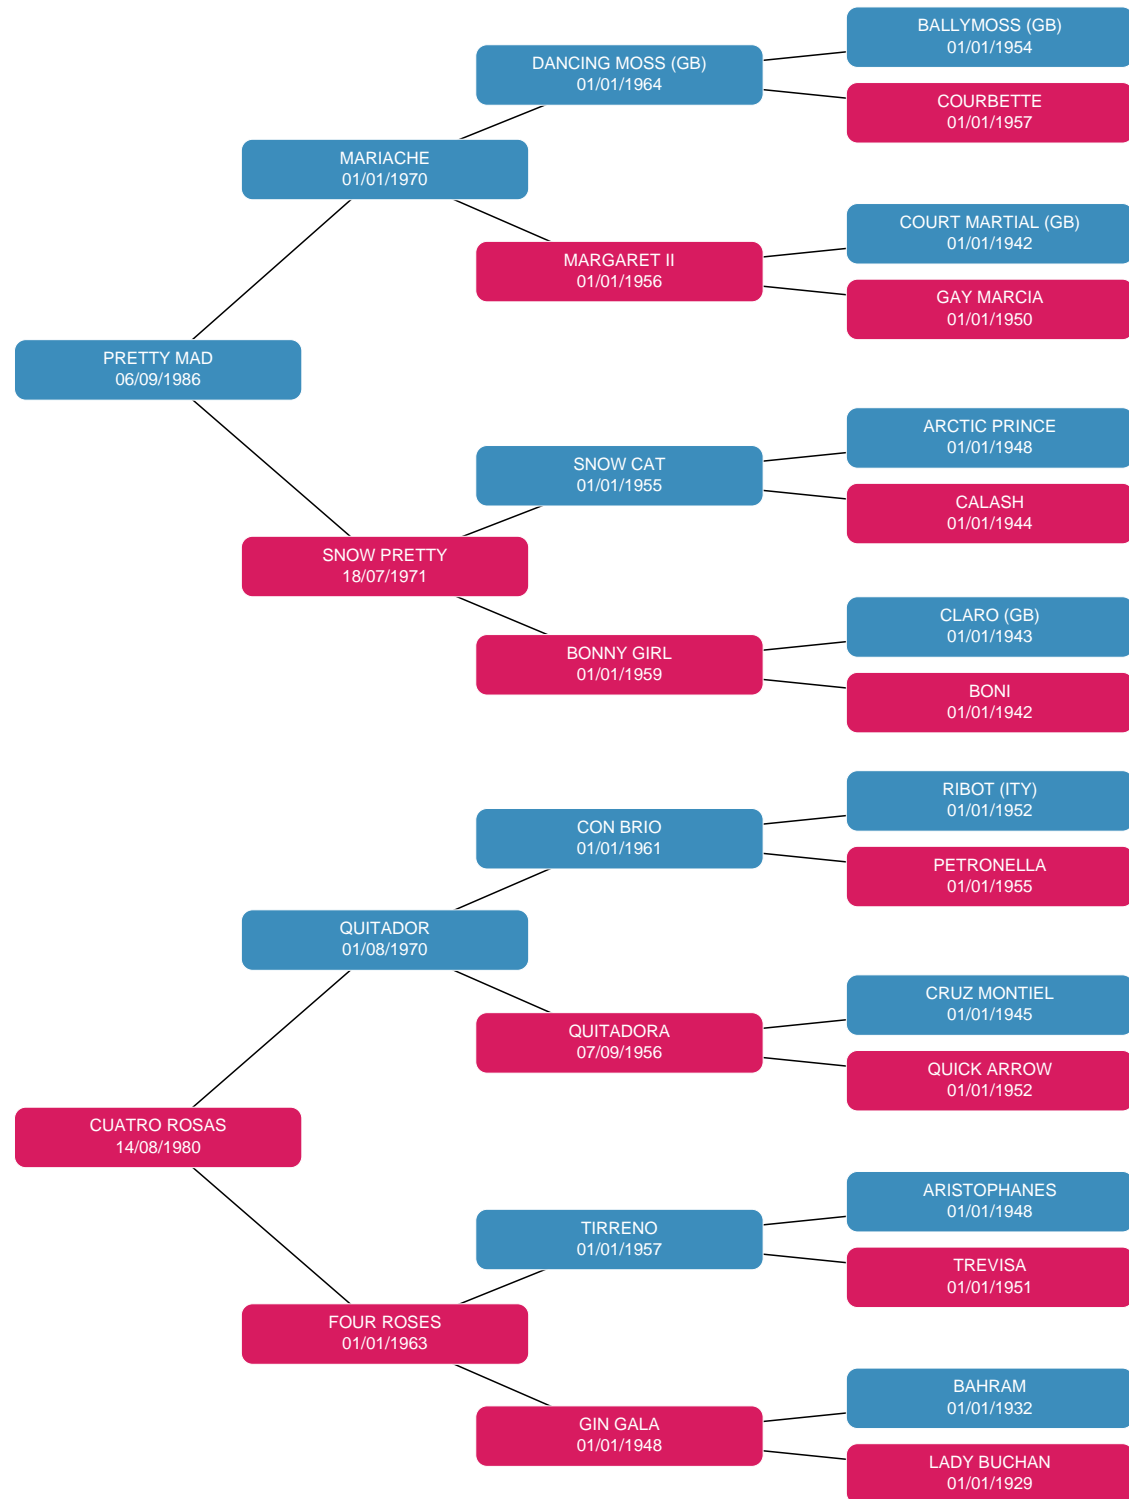 BALLYMOSS (GB)
01/01/1954
DANCING MOSS (GB)
01/01/1964
COURBETTE
01/01/1957
MARIACHE
01/01/1970
COURT MARTIAL (GB)
01/01/1942
MARGARET II
01/01/1956
GAY MARCIA
01/01/1950
PRETTY MAD
06/09/1986
ARCTIC PRINCE
01/01/1948
SNOW CAT
01/01/1955
CALASH
01/01/1944
SNOW PRETTY
18/07/1971
CLARO (GB)
01/01/1943
BONNY GIRL
01/01/1959
BONI
01/01/1942
RIBOT (ITY)
01/01/1952
CON BRIO
01/01/1961
PETRONELLA
01/01/1955
QUITADOR
01/08/1970
CRUZ MONTIEL
01/01/1945
QUITADORA
07/09/1956
QUICK ARROW
01/01/1952
CUATRO ROSAS
14/08/1980
ARISTOPHANES
01/01/1948
TIRRENO
01/01/1957
TREVISA
01/01/1951
FOUR ROSES
01/01/1963
BAHRAM
01/01/1932
GIN GALA
01/01/1948
LADY BUCHAN
01/01/1929